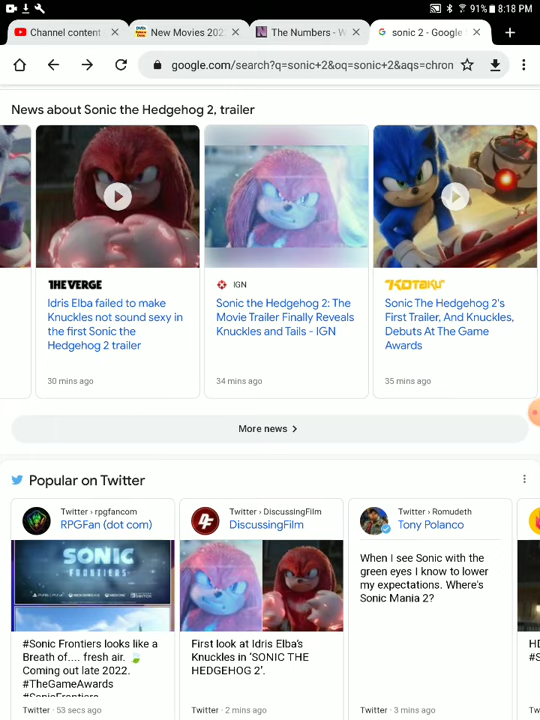 91% 8:18 PM
Channel content
New Movies 202
The Numbers - W
sonic 2 - Google
google.com/search?q=sonic+2&oq=sonic+2&aqs=chron
News about Sonic the Hedgehog 2, trailer
THE VERGE
Idris Elba failed to make
Knuckles not sound sexy in
the first Sonic the
Hedgehog 2 trailer
30 mins ago
IGN
Sonic the Hedgehog 2: The
Movie Trailer Finally Reveals
Knuckles and Tails - IGN
34 mins ago
KOTAKU
Sonic The Hedgehog 2's
First Trailer, And Knuckles,
Debuts At The Game
Awards
35 mins ago
More news
Popular on Twitter
Twitter › rpgfancom
RPGFan (dot com)
SONIC
FRONTIERS
#Sonic Frontiers looks like a
Breath of.... fresh air.
Coming out late 2022.
#TheGameAwards
#SonicFrontiers
Twitter · 53 secs ago
Twitter › DiscussingFilm
DiscussingFilm
First look at Idris Elba's
Knuckles in 'SONIC THE
HEDGEHOG 2'.
Twitter · 2 mins ago
Twitter › Romudeth
Tony Polanco
When I see Sonic with the
green eyes I know to lower
my expectations. Where's
Sonic Mania 2?
Twitter · 3 mins ago